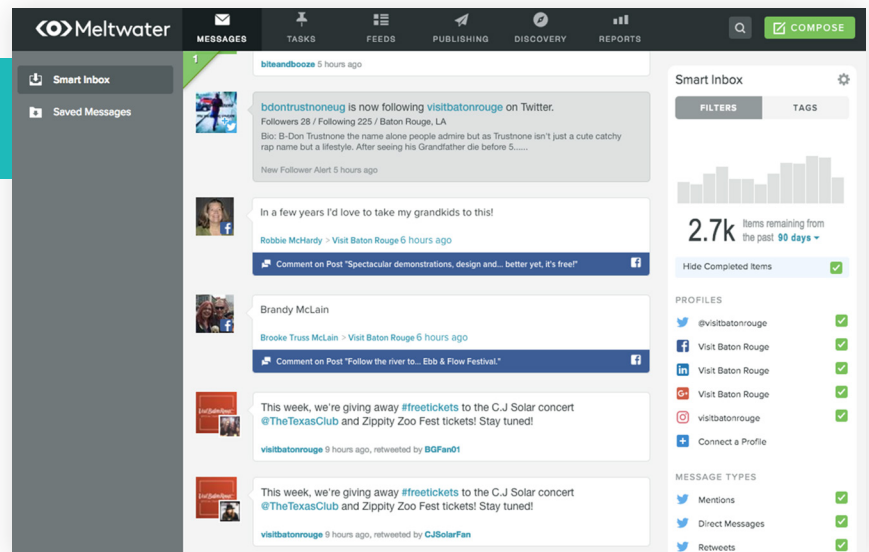 Meltwater
MESSAGES
TASKS
FEEDS
PUBLISHING
DISCOVERY
REPORTS
COMPOSE
Smart Inbox
Saved Messages
1
biteandbooze 5 hours ago
bdontrustnoneug is now following visitbatonrouge on Twitter.
Followers 28 / Following 225 / Baton Rouge, LA
Bio: B-Don Trustnone the name alone people admire but as Trustnone isn't just a cute catchy
rap name but a lifestyle. After seeing his Grandfather die before 5......
New Follower Alert 5 hours ago
In a few years I'd love to take my grandkids to this!
Robbie McHardy > Visit Baton Rouge 6 hours ago
Comment on Post "Spectacular demonstrations, design and... better yet, it's free!"
Brandy McLain
Brooke Truss McLain > Visit Baton Rouge 6 hours ago
Comment on Post "Follow the river to... Ebb & Flow Festival."
This week, we're giving away #freetickets to the C.J Solar concert
@TheTexasClub and Zippity Zoo Fest tickets! Stay
tuned!
visitbatonrouge 9 hours ago, retweeted by BGFan01
This week, we're giving away #freetickets to the C.J Solar concert
@TheTexasClub and Zippity Zoo Fest tickets! Stay
tuned!
visitbatonrouge 9 hours ago, retweeted by CJSolarFan
Smart Inbox
FILTERS
TAGS
2.7k
Items remaining from
the past 90 days
Hide Completed Items
PROFILES
@visitbatonrouge
Visit Baton Rouge
Visit Baton Rouge
Visit Baton Rouge
visitbatonrouge
Connect a Profile
MESSAGE TYPES
Mentions
Direct Messages
Retweets